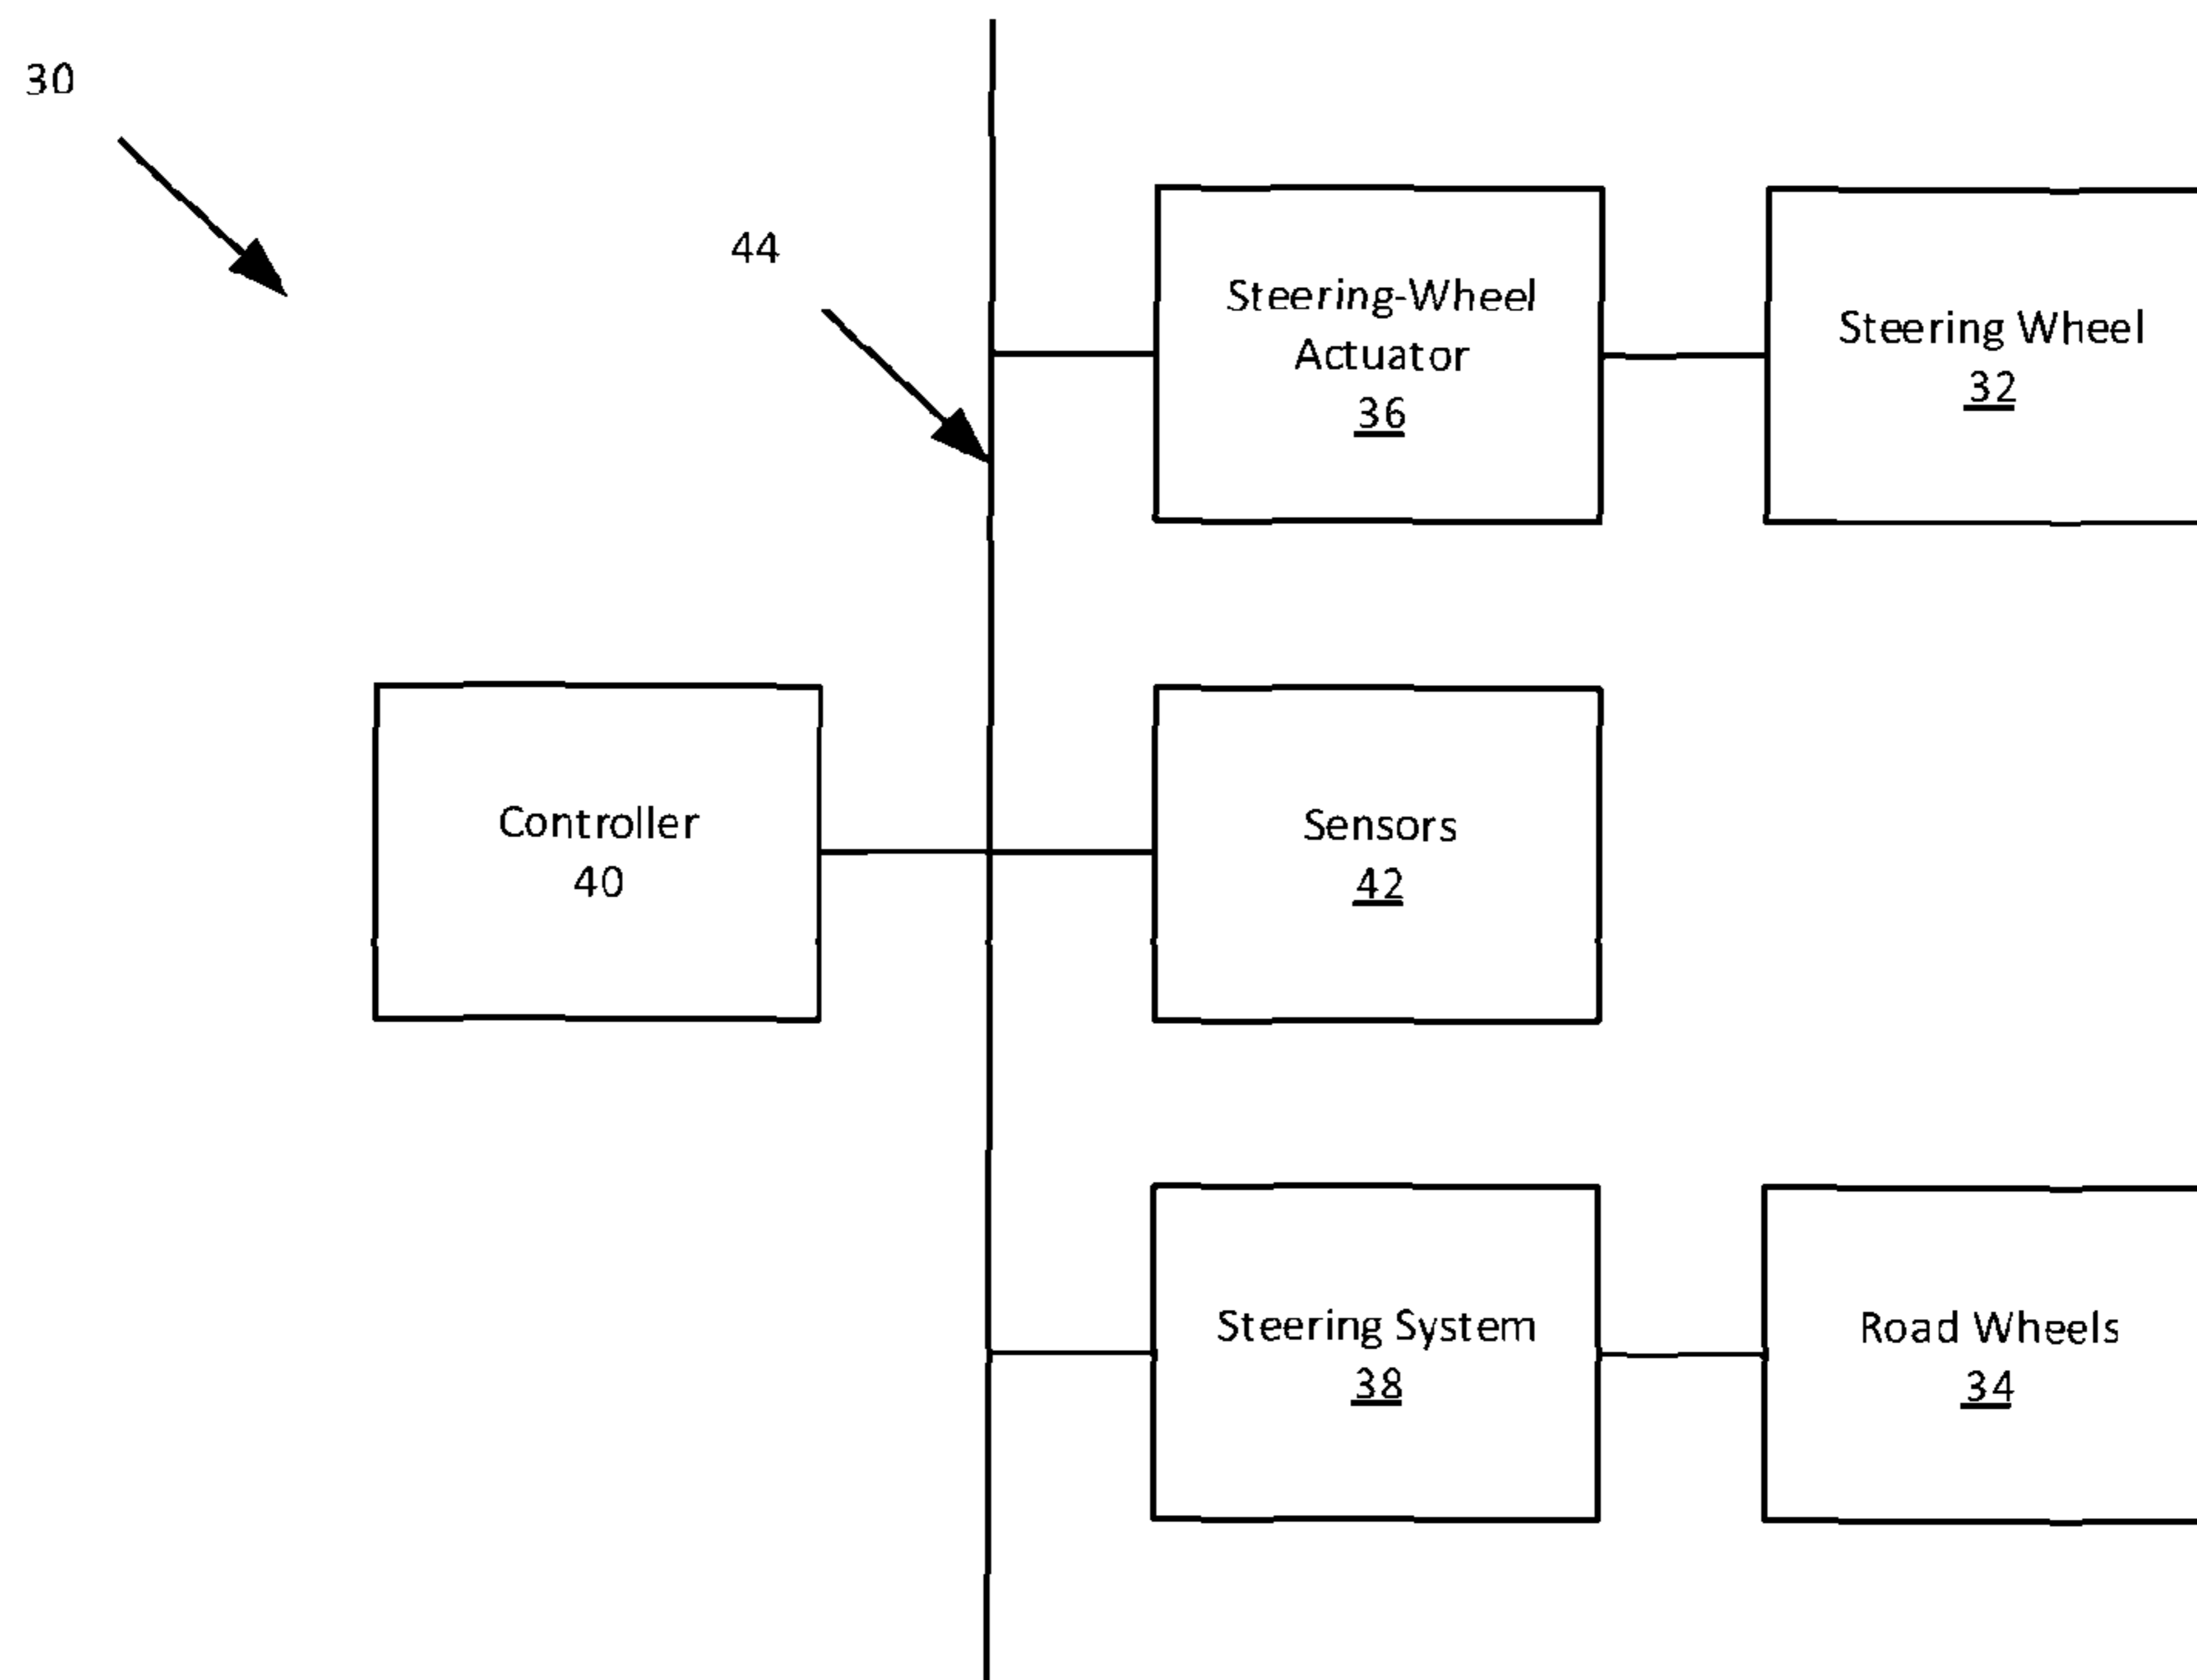 30
44
Steering-Wheel
Actuator
36
Steering Wheel
32
Controller
40
Sensors
42
Steering System
38
Road Wheels
34